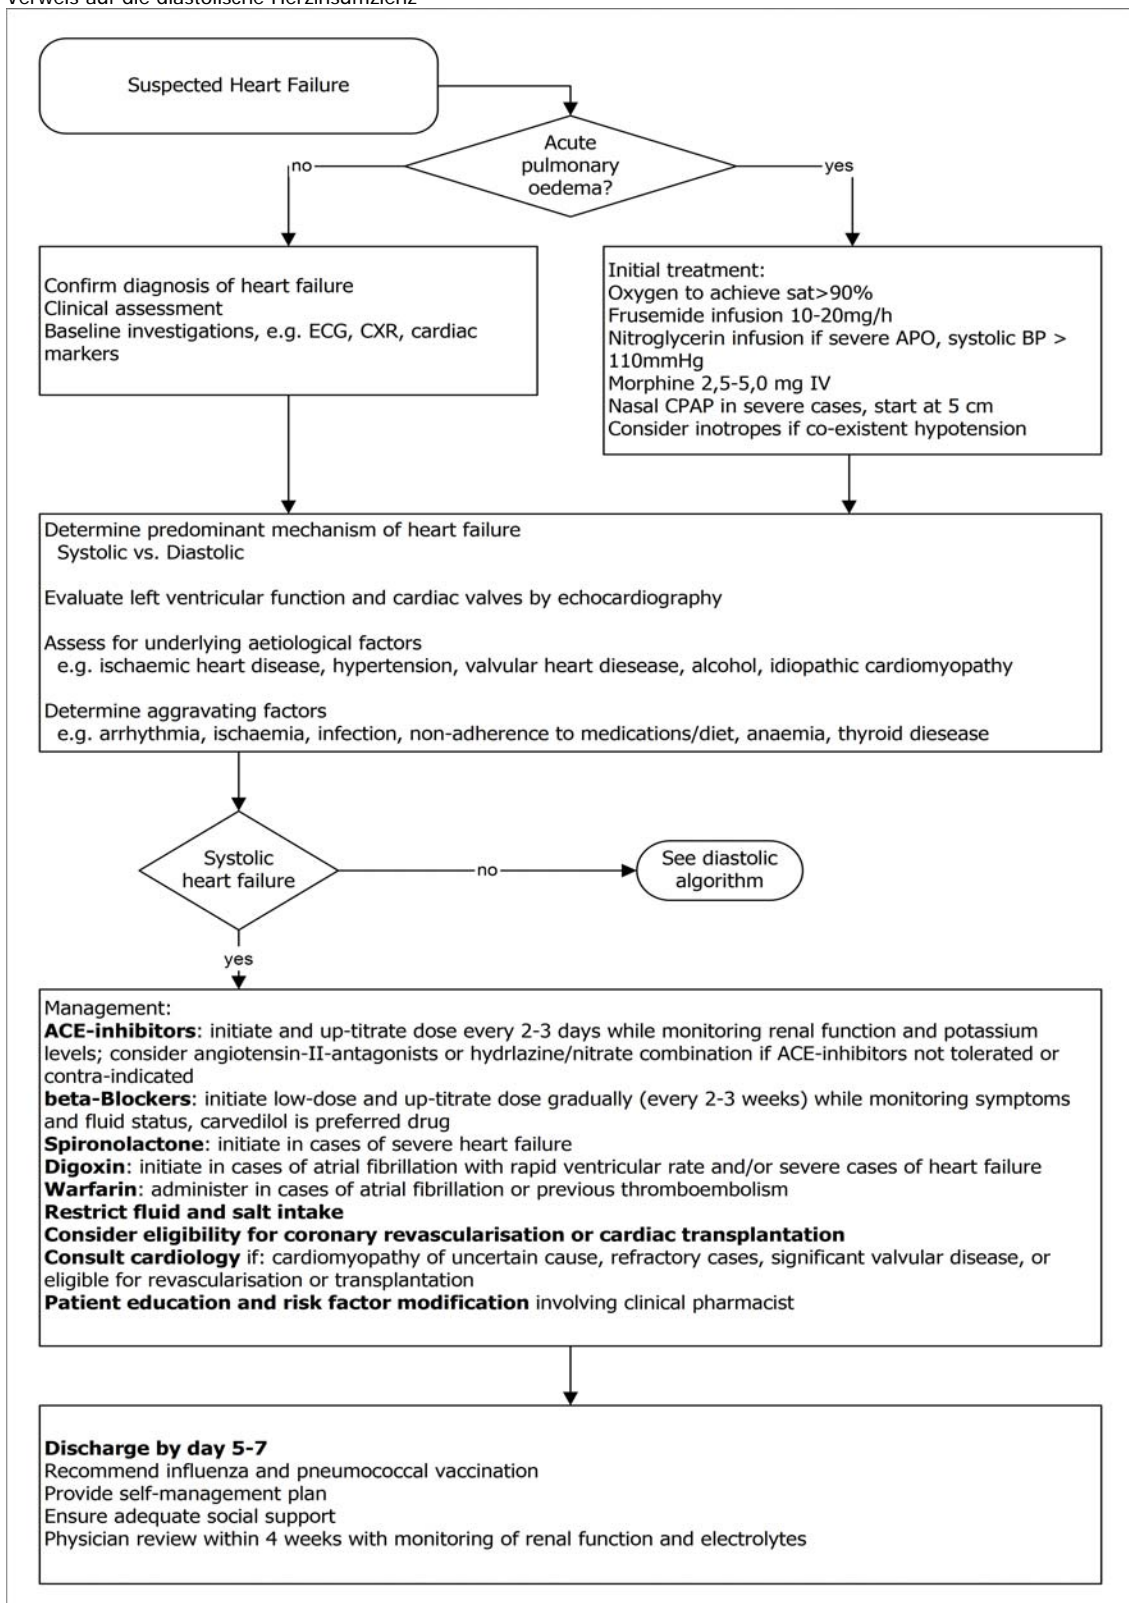 Verweis auf die diastolische Herzinsuffizienz
Suspected Heart Failure
Acute
pulmonary
oedema?
no
yes
Confirm diagnosis of heart failure
Clinical assessment
Baseline investigations, e.g. ECG, CXR, cardiac
markers
Initial treatment:
Oxygen to achieve sat>90%
Frusemide infusion 10-20mg/h
Nitroglycerin infusion if severe APO, systolic BP >
110mmHg
Morphine 2,5-5,0 mg IV
Nasal CPAP in severe cases, start at 5 cm
Consider inotropes if co-existent hypotension
Determine predominant mechanism of heart failure
Systolic vs. Diastolic
Evaluate left ventricular function and cardiac valves by echocardiography
Assess for underlying aetiological factors
e.g. ischaemic heart disease, hypertension, valvular heart diesease, alcohol, idiopathic cardiomyopathy
Determine aggravating factors
e.g. arrhythmia, ischaemia, infection, non-adherence to medications/diet, anaemia, thyroid diesease
Systolic
heart failure
no
See diastolic
algorithm
yes
Management:
ACE-inhibitors: initiate and up-titrate dose every 2-3 days while monitoring renal function and potassium
levels; consider angiotensin-II-antagonists or hydrlazine/nitrate combination if ACE-inhibitors not tolerated or
contra-indicated
beta-Blockers: initiate low-dose and up-titrate dose gradually (every 2-3 weeks) while monitoring symptoms
and fluid status, carvedilol is preferred drug
Spironolactone: initiate in cases of severe heart failure
Digoxin: initiate in cases of atrial fibrillation with rapid ventricular rate and/or severe cases of heart failure
Warfarin: administer in cases of atrial fibrillation or previous thromboembolism
Restrict fluid and salt intake
Consider eligibility for coronary revascularisation or cardiac transplantation
Consult cardiology if: cardiomyopathy of uncertain cause, refractory cases, significant valvular disease, or
eligible for revascularisation or transplantation
Patient education and risk factor modification involving clinical pharmacist
Discharge by day 5-7
Recommend influenza and pneumococcal vaccination
Provide self-management plan
Ensure adequate social support
Physician review within 4 weeks with monitoring of renal function and electrolytes